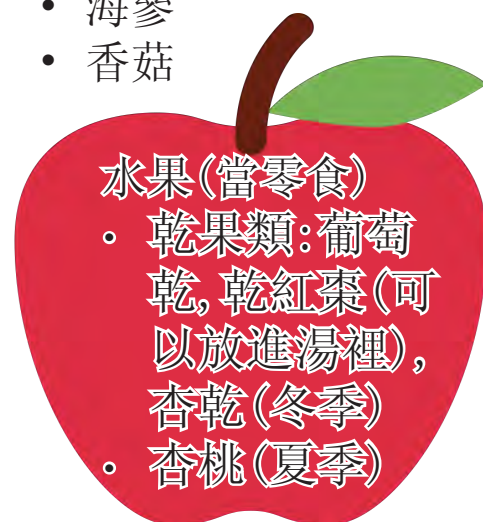 • 海參
• 香菇
水果(當零食)
• 乾果類:葡萄
乾,乾紅棗(可
以放進湯裡),
杏乾(冬季)
• 杏桃(夏季)